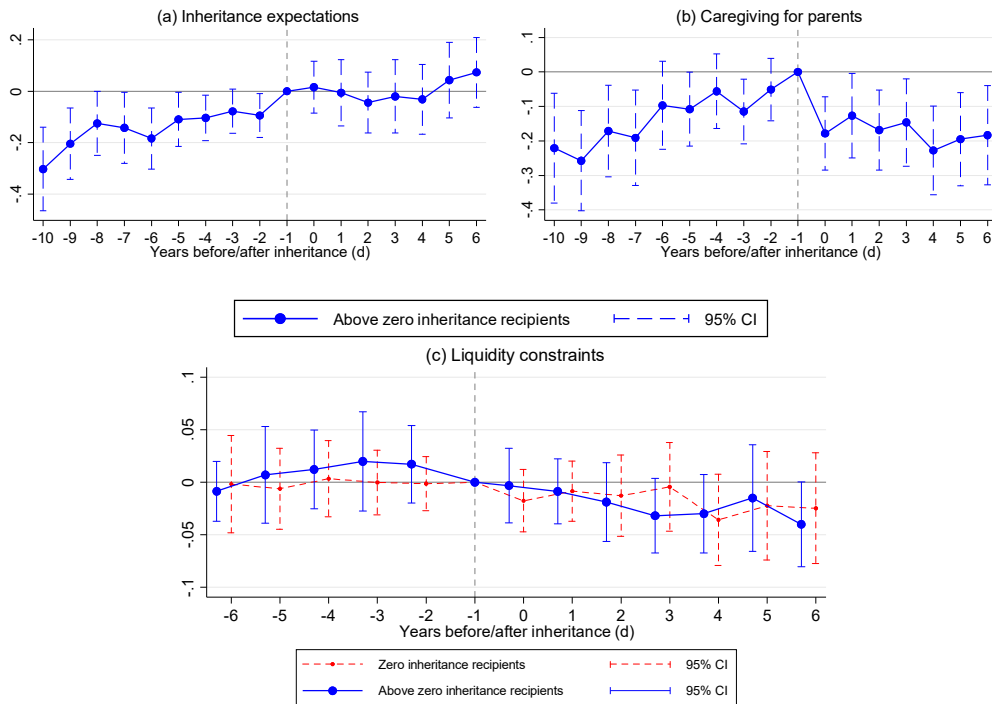 (a) Inheritance expectations
.2
0
-.2
-.4
-10 -9 -8 -7 -6 -5 -4 -3 -2 -1 0 1 2 3 4 5 6
Years before/after inheritance (d)
(b) Caregiving for parents
.1
0
-.1
-.2
-.3
-.4
-10 -9 -8 -7 -6 -5 -4 -3 -2 -1 0 1 2 3 4 5 6
Years before/after inheritance (d)
Above zero inheritance recipients 95% CI
(c) Liquidity constraints
.1
.05
0
-.05
-.1
-6 -5 -4 -3 -2 -1 0 1 2 3 4 5 6
Years before/after inheritance (d)
Zero inheritance recipients 95% CI
Above zero inheritance recipients 95% CI